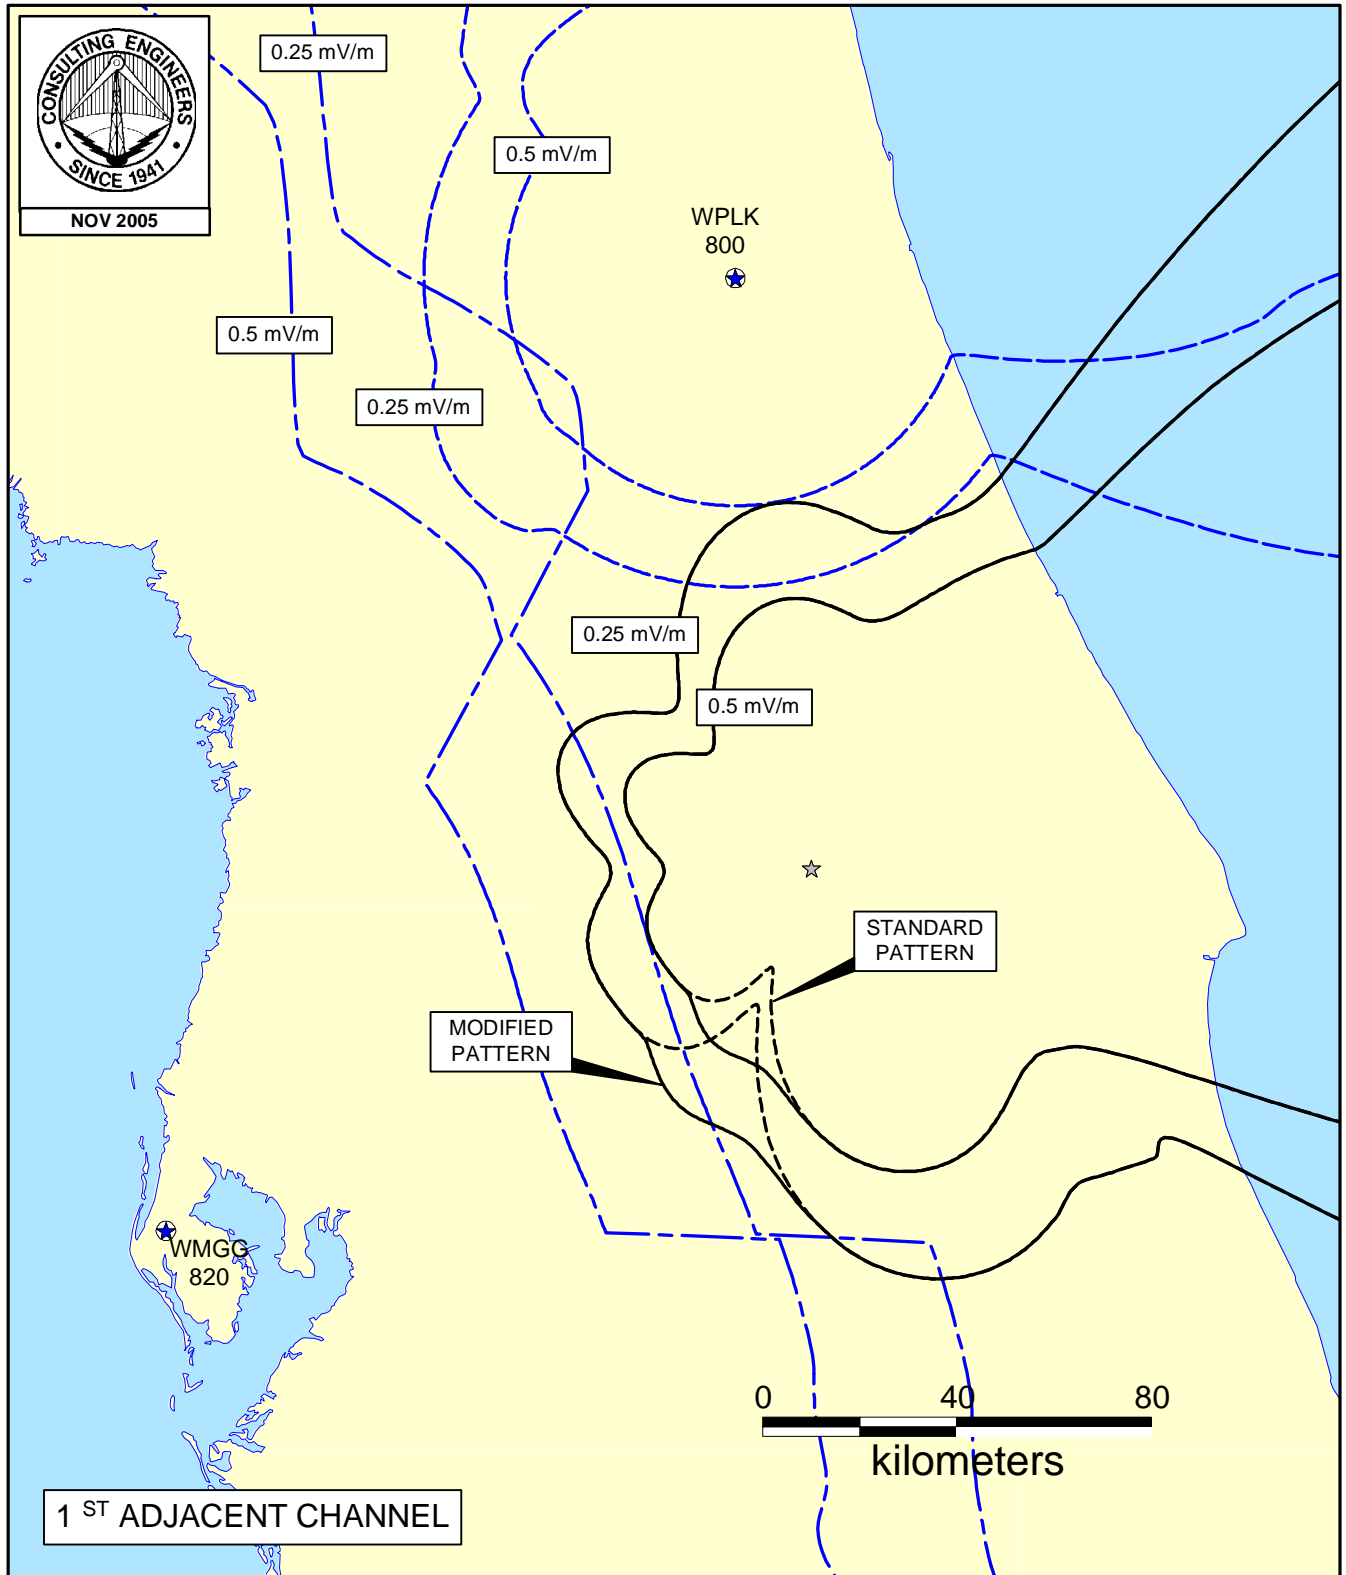 CONSULTING ENGINEERS
SINCE 1941
NOV 2005
0.25 mV/m
0.5 mV/m
WPLK
800
0.5 mV/m
0.25 mV/m
0.25 mV/m
0.5 mV/m
STANDARD
PATTERN
MODIFIED
PATTERN
WMGG
820
0 40 80
kilometers
1 ST ADJACENT CHANNEL